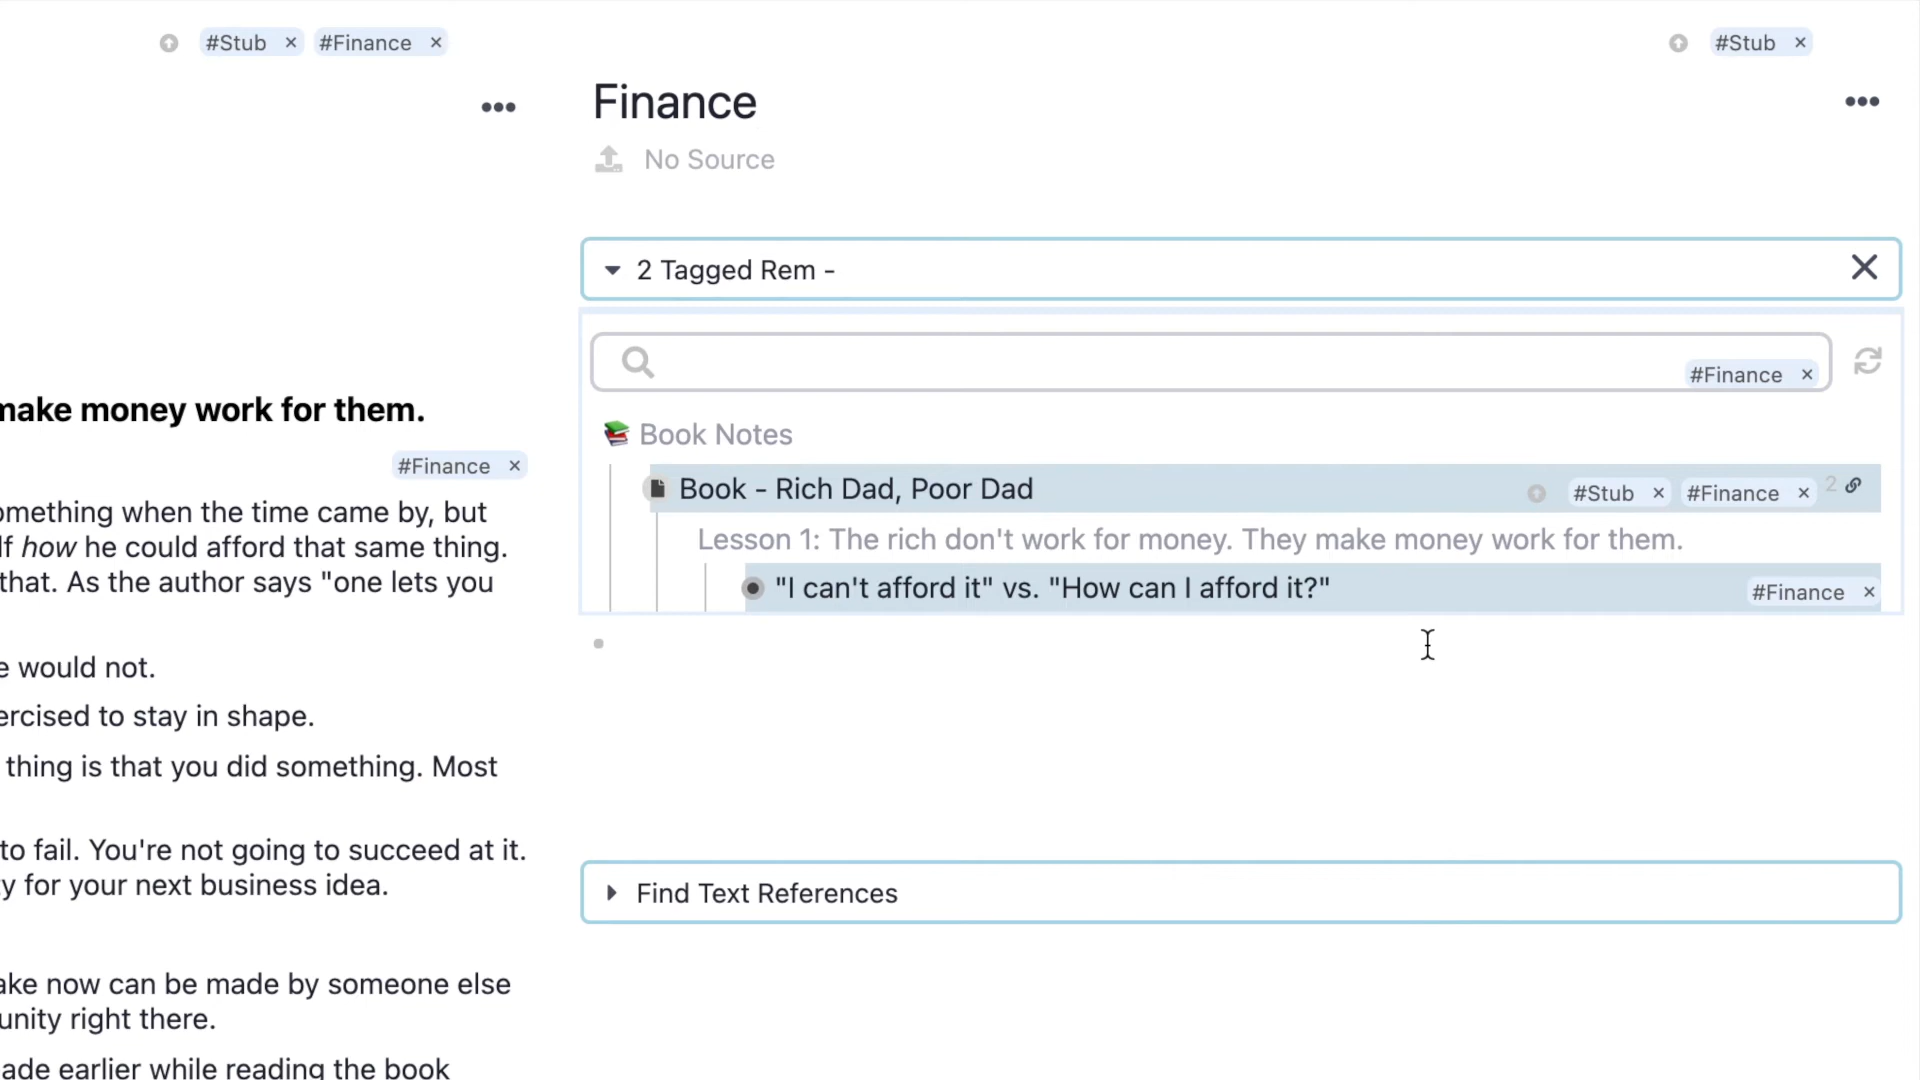 #Stub × #Finance ×
make money work for them.
#Finance ×
omething when the time came by, but
lf how he could afford that same thing.
that. As the author says "one lets you
e would not.
ercised to stay in shape.
thing is that you did something. Most
to fail. You're not going to succeed at it.
y for your next business idea.
ake now can be made by someone else
unity right there.
ade earlier while reading the book
#Stub ×
Finance
No Source
2 Tagged Rem -
#Finance ×
Book Notes
Book - Rich Dad, Poor Dad #Stub × #Finance × 2
Lesson 1: The rich don't work for money. They make money work for them.
"I can't afford it" vs. "How can I afford it?" #Finance ×
Find Text References